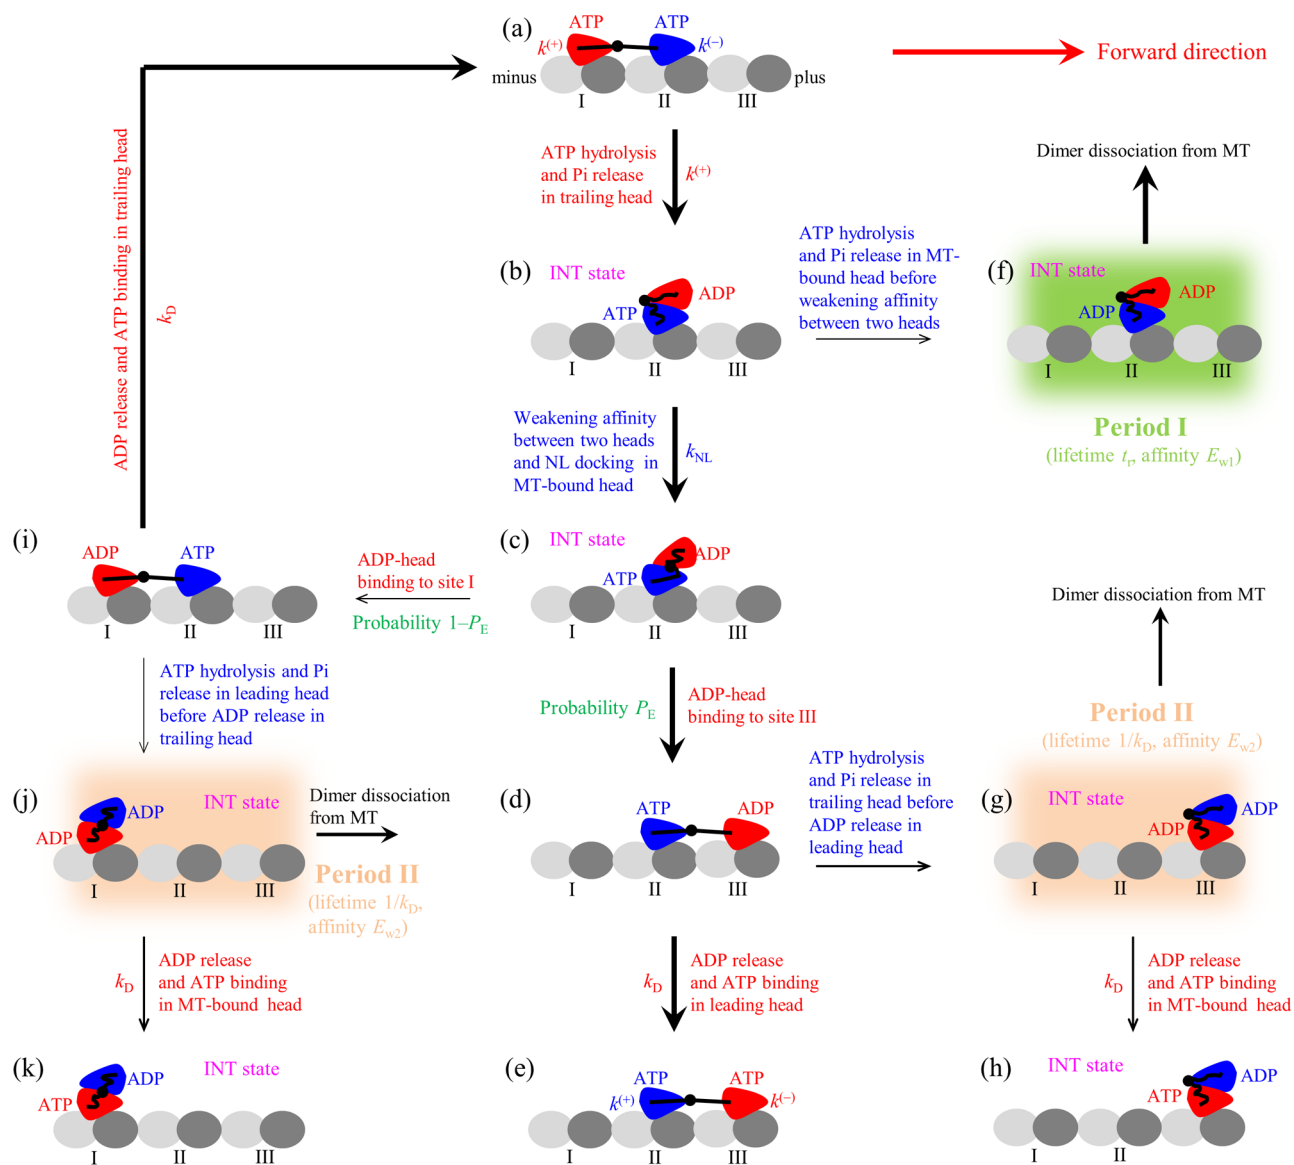 (a)
ATP
ATP
k(+)
k(−)
minus
plus
I
II
III
Forward direction
ATP hydrolysis
and Pi release
in trailing head
k(+)
ADP release and ATP binding in trailing head
kD
(b)
INT state
ADP
ATP
I
II
III
ATP hydrolysis
and Pi release in MT-
bound head before
weakening affinity
between two heads
Dimer dissociation from MT
(f)
INT state
ADP
ADP
I
II
III
Period I
(lifetime tr, affinity Ew1)
Weakening affinity
between two heads
and NL docking in
MT-bound head
kNL
(i)
ADP
ATP
I
II
III
ADP-head
binding to site I
Probability 1−PE
(c)
INT state
ADP
ATP
I
II
III
ATP hydrolysis and Pi
release in leading head
before ADP release in
trailing head
Probability PE
ADP-head
binding to site III
Dimer dissociation from MT
Period II
(lifetime 1/kD, affinity Ew2)
(j)
INT state
ADP
ADP
I
II
III
Dimer dissociation
from MT
Period II
(lifetime 1/kD,
affinity Ew2)
(d)
ATP
ADP
I
II
III
ATP hydrolysis
and Pi release in
trailing head before
ADP release in
leading head
(g)
INT state
ADP
ADP
I
II
III
kD
ADP release
and ATP binding
in MT-bound head
kD
ADP release
and ATP binding
in leading head
kD
ADP release
and ATP binding
in MT-bound head
(k)
INT state
ADP
ATP
I
II
III
(e)
ATP
ATP
k(+)
k(−)
I
II
III
(h)
INT state
ADP
ATP
I
II
III